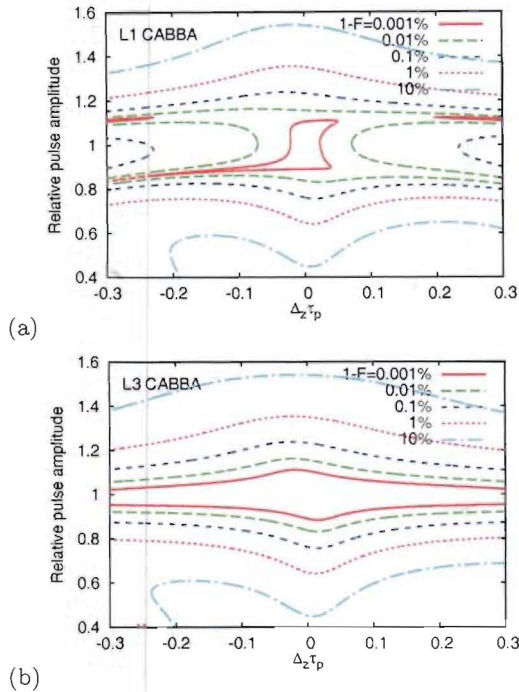 L1 CABBA
1-F=0.001%
0.01%
0.1%
1%
10%
Relative pulse amplitude
1.6
1.4
1.2
1
0.8
0.6
0.4
-0.3 -0.2 -0.1 0 0.1 0.2 0.3
Δzτp
(a)
L3 CABBA
1-F=0.001%
0.01%
0.1%
1%
10%
Relative pulse amplitude
1.6
1.4
1.2
1
0.8
0.6
0.4
-0.3 -0.2 -0.1 0 0.1 0.2 0.3
Δzτp
(b)